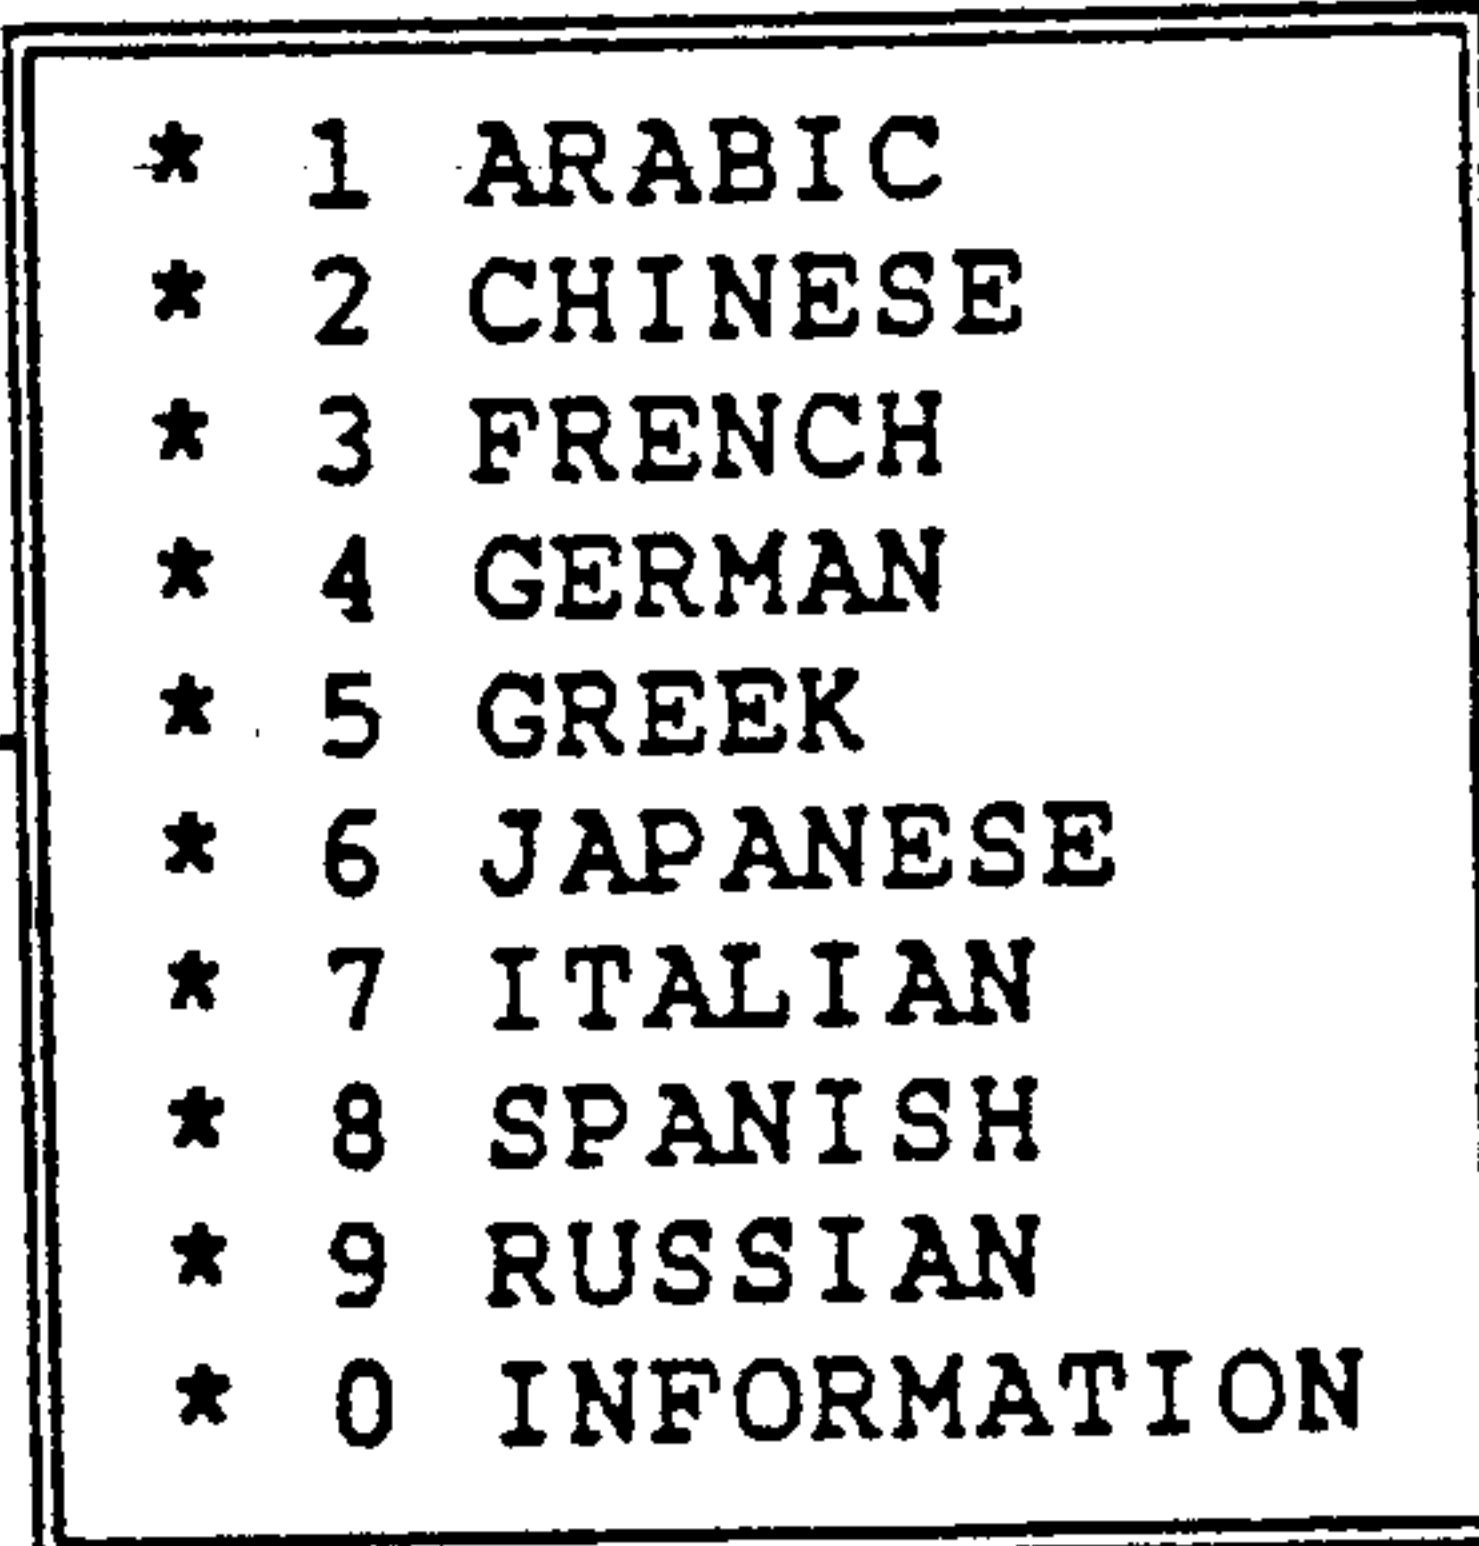 * 1 ARABIC
* 2 CHINESE
* 3 FRENCH
* 4 GERMAN
* 5 GREEK
* 6 JAPANESE
* 7 ITALIAN
* 8 SPANISH
* 9 RUSSIAN
* 0 INFORMATION